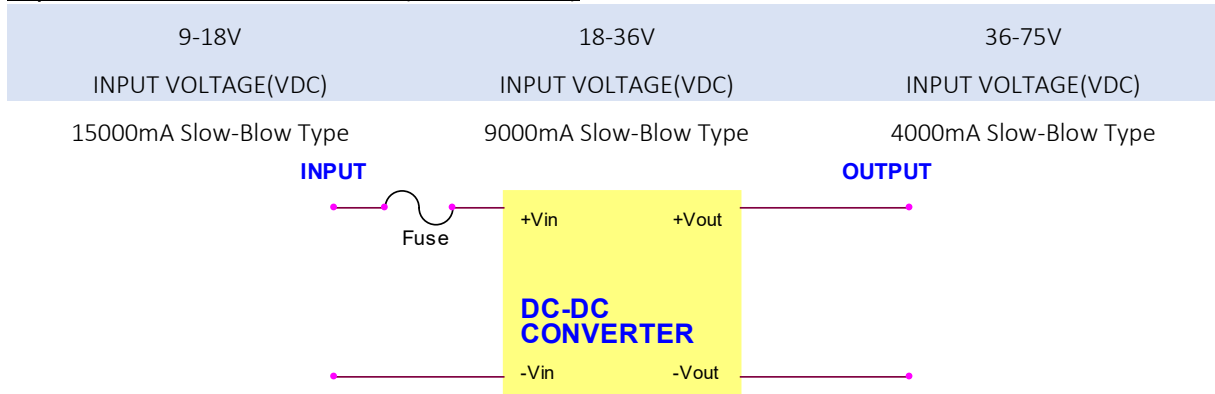 9-18V 18-36V 36-75V
INPUT VOLTAGE(VDC) INPUT VOLTAGE(VDC) INPUT VOLTAGE(VDC)
15000mA Slow-Blow Type 9000mA Slow-Blow Type 4000mA Slow-Blow Type
INPUT OUTPUT
+Vin +Vout
Fuse
DC-DC
CONVERTER
-Vin -Vout